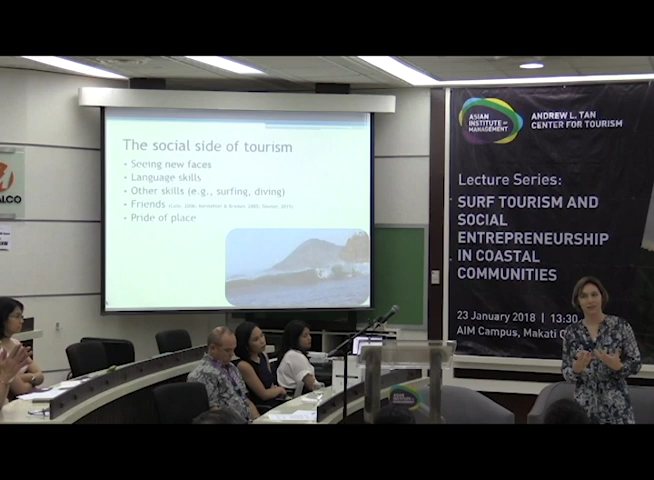 The social side of tourism
• Seeing new faces
• Language skills
• Other skills (e.g., surfing, diving)
• Friends
• Pride of place
ASIAN
INSTITUTE OF
MANAGEMENT
ANDREW L. TAN
CENTER FOR TOURISM
Lecture Series:
SURF TOURISM AND
SOCIAL
ENTREPRENEURSHIP
IN COASTAL
COMMUNITIES
23 January 2018 | 13:30
AIM Campus, Makati
ALCO